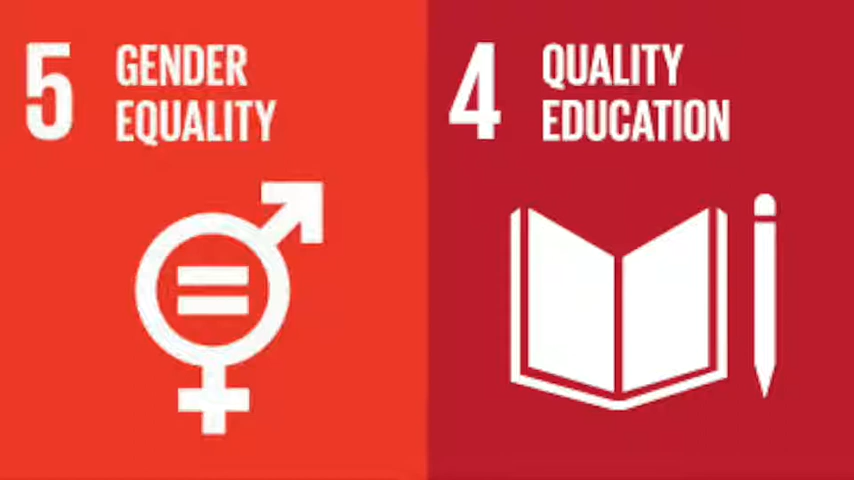 5
GENDER
EQUALITY
4
QUALITY
EDUCATION